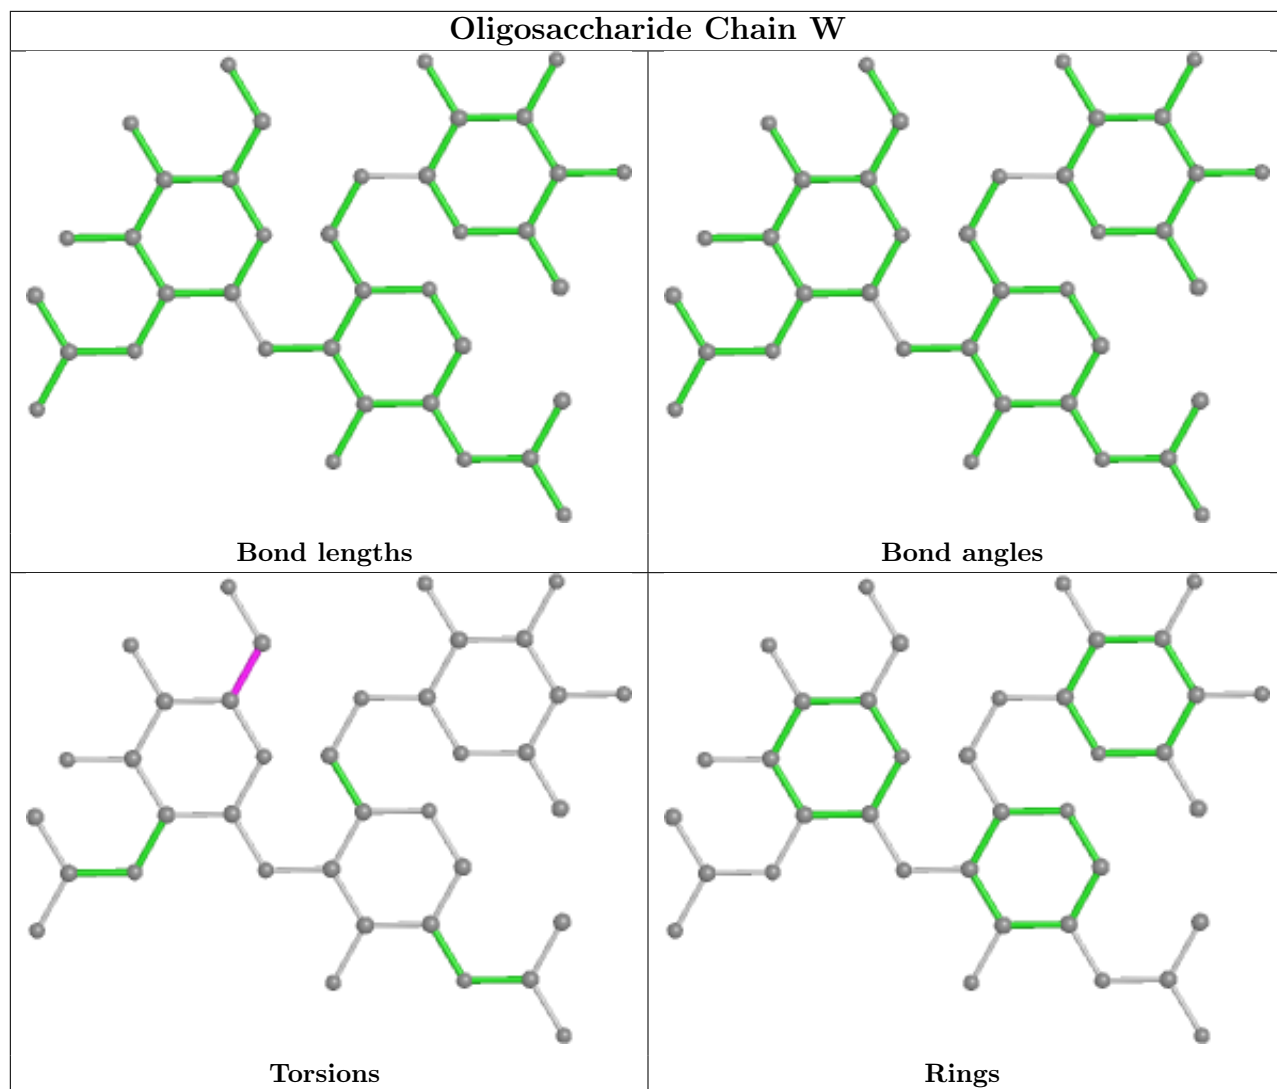 Oligosaccharide Chain W
Bond lengths
Bond angles
Torsions
Rings